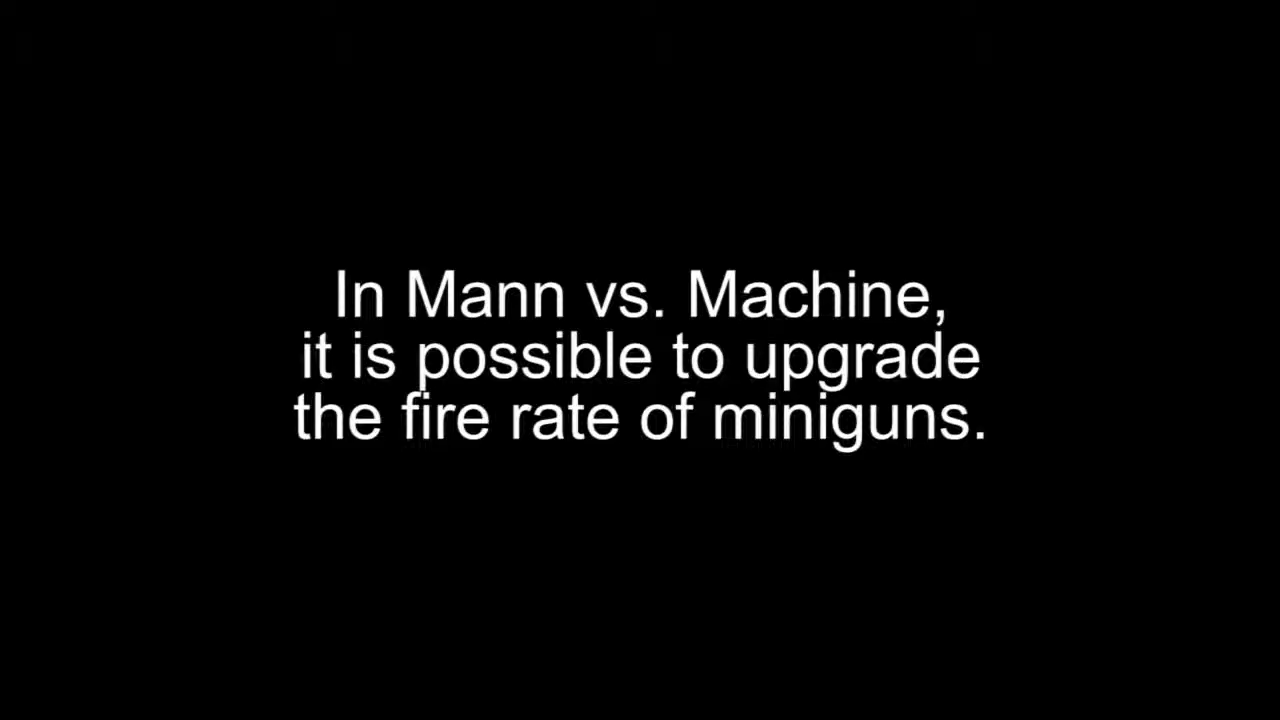 In Mann vs. Machine,
it is possible to upgrade
the fire rate of miniguns.